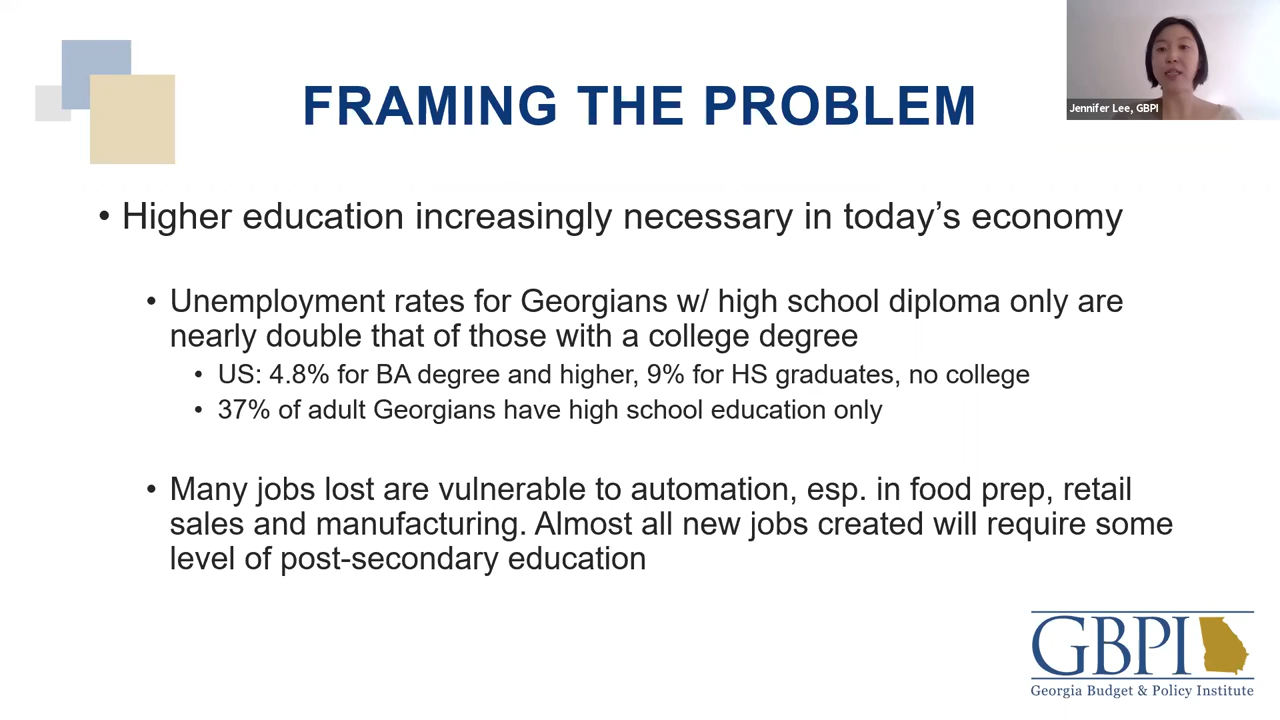 FRAMING THE PROBLEM
Jennifer Lee, GBPI
• Higher education increasingly necessary in today’s economy
• Unemployment rates for Georgians w/ high school diploma only are
nearly double that of those with a college degree
• US: 4.8% for BA degree and higher, 9% for HS graduates, no college
• 37% of adult Georgians have high school education only
• Many jobs lost are vulnerable to automation, esp. in food prep, retail
sales and manufacturing. Almost all new jobs created will require some
level of post-secondary education
GBPI
Georgia Budget & Policy Institute